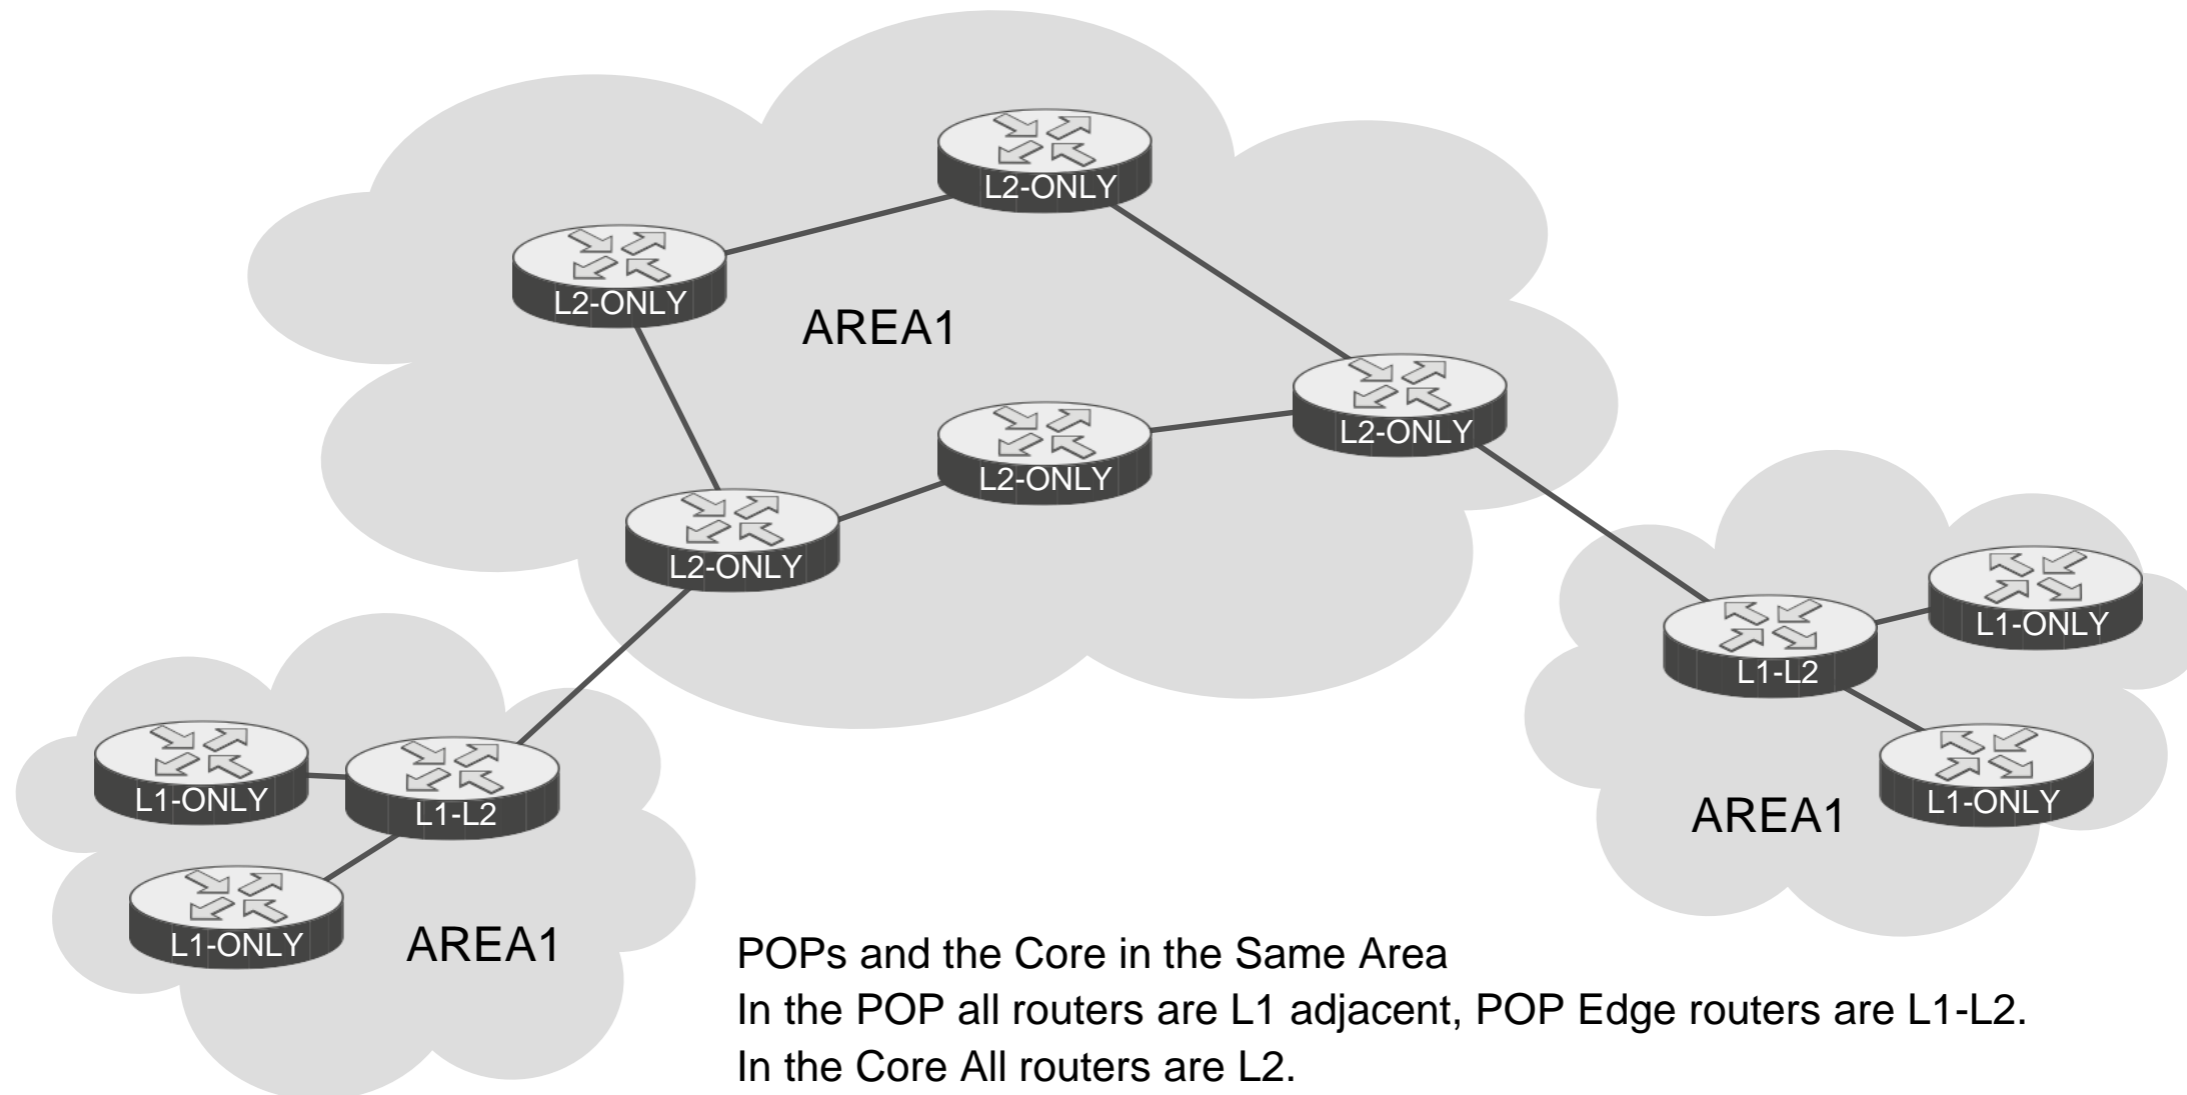 L2-ONLY
L2-ONLY
AREA1
L2-ONLY
L2-ONLY
L2-ONLY
L1-ONLY
L1-L2
L1-ONLY
L1-L2
L1-ONLY
AREA1
L1-ONLY
AREA1
POPs and the Core in the Same Area
In the POP all routers are L1 adjacent, POP Edge routers are L1-L2.
In the Core All routers are L2.